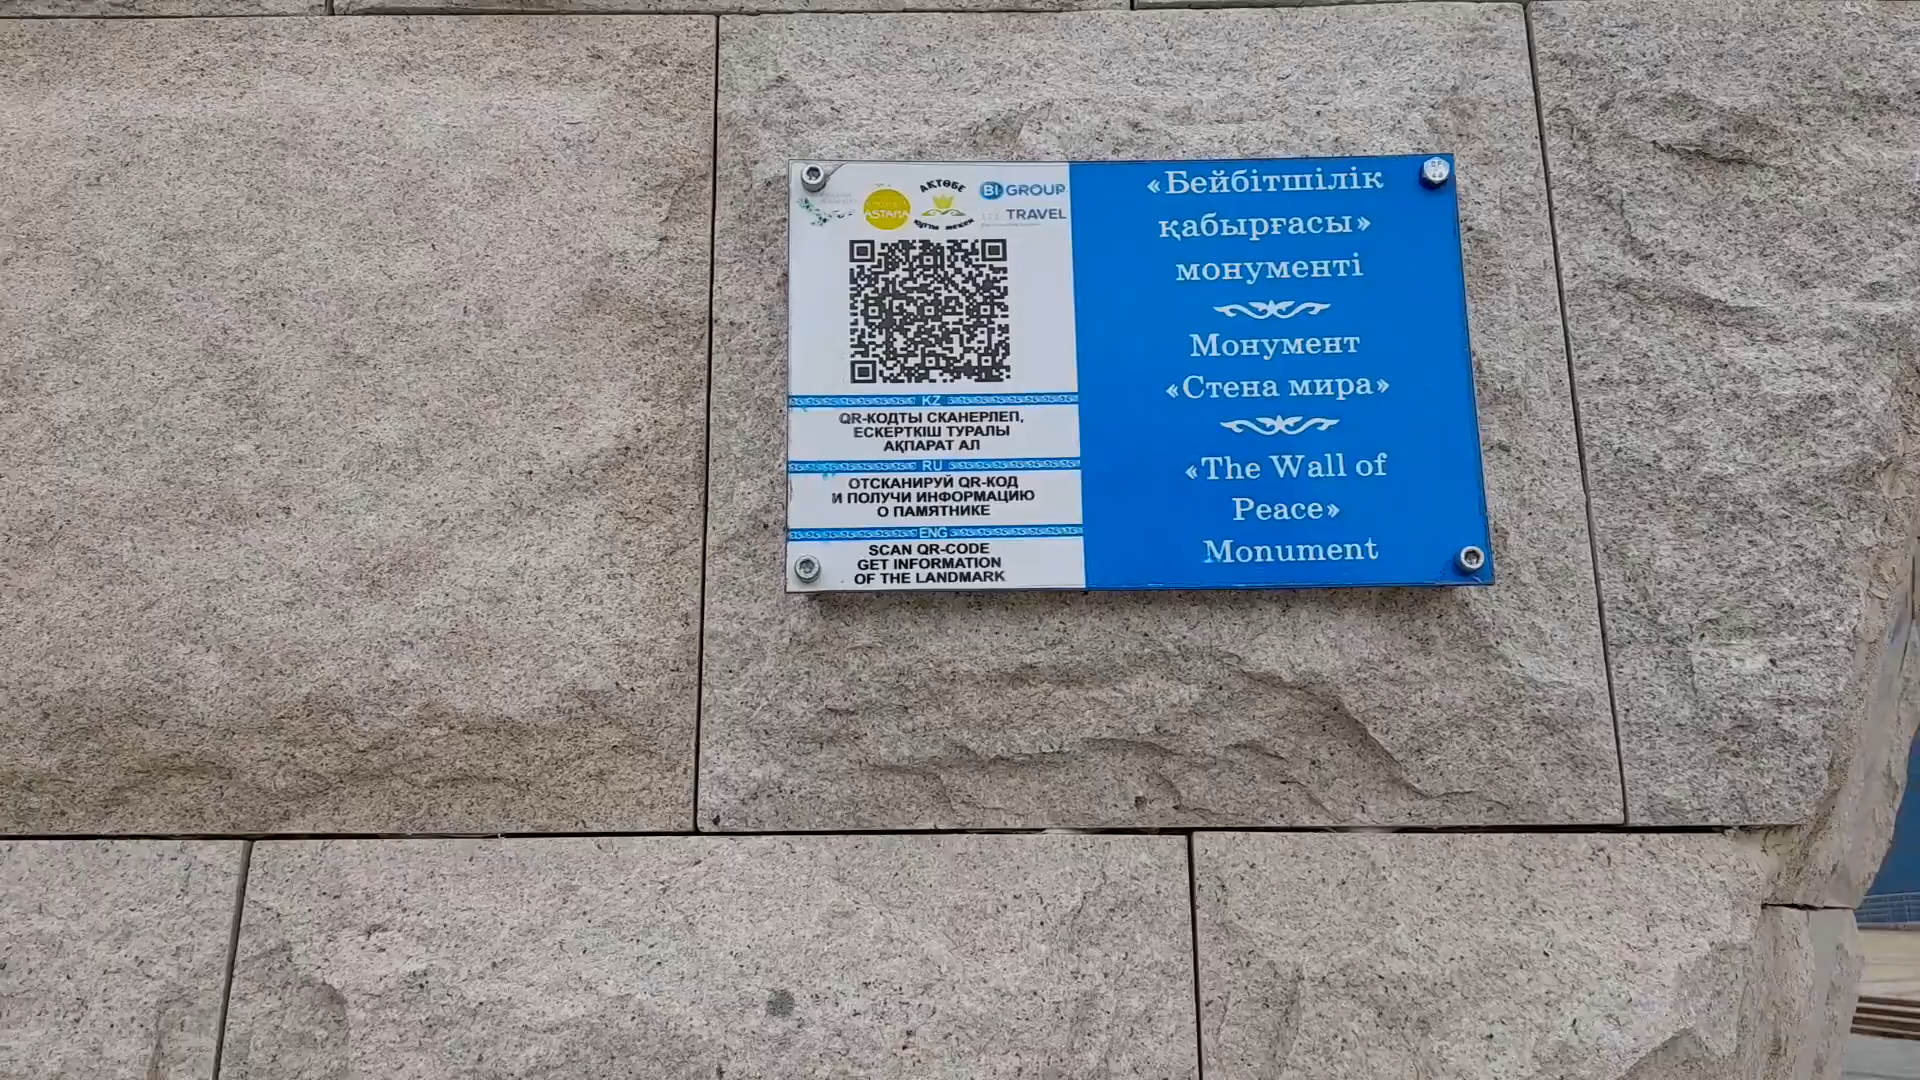 ASTANA
АҚТӨБЕ
BI GROUP
TRAVEL
KZ
QR-КОДТЫ СКАНЕРЛЕП,
ЕСКЕРТКІШ ТУРАЛЫ
АҚПАРАТ АЛ
RU
ОТСКАНИРУЙ QR-КОД
И ПОЛУЧИ ИНФОРМАЦИЮ
О ПАМЯТНИКЕ
ENG
SCAN QR-CODE
GET INFORMATION
OF THE LANDMARK
«Бейбітшілік
қабырғасы»
монументі
Монумент
«Стена мира»
«The Wall of
Peace»
Monument